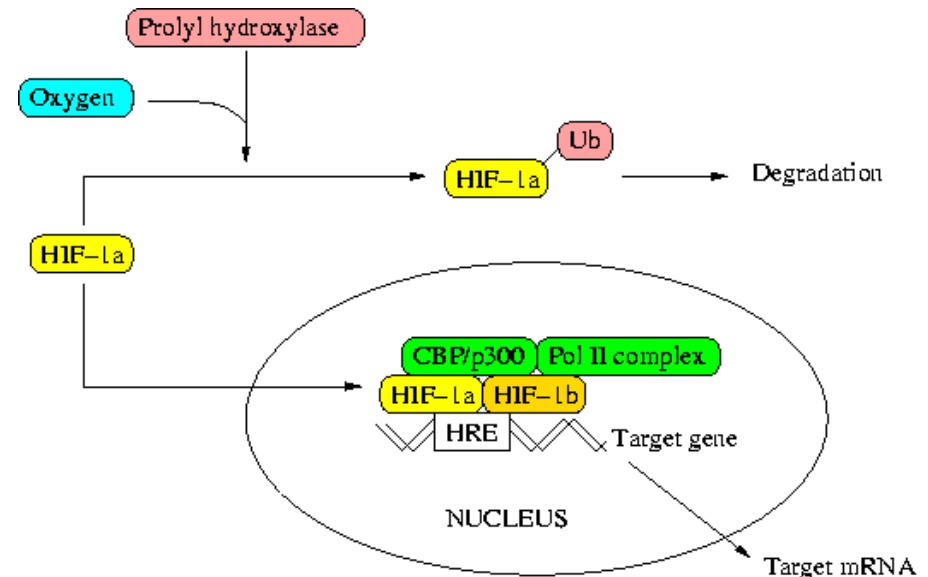 Prolyl hydroxylase
Oxygen
Ub
HIF–1a
Degradation
HIF–1a
CBP/p300
Pol II complex
HIF–1a
HIF–1b
HRE
Target gene
NUCLEUS
Target mRNA